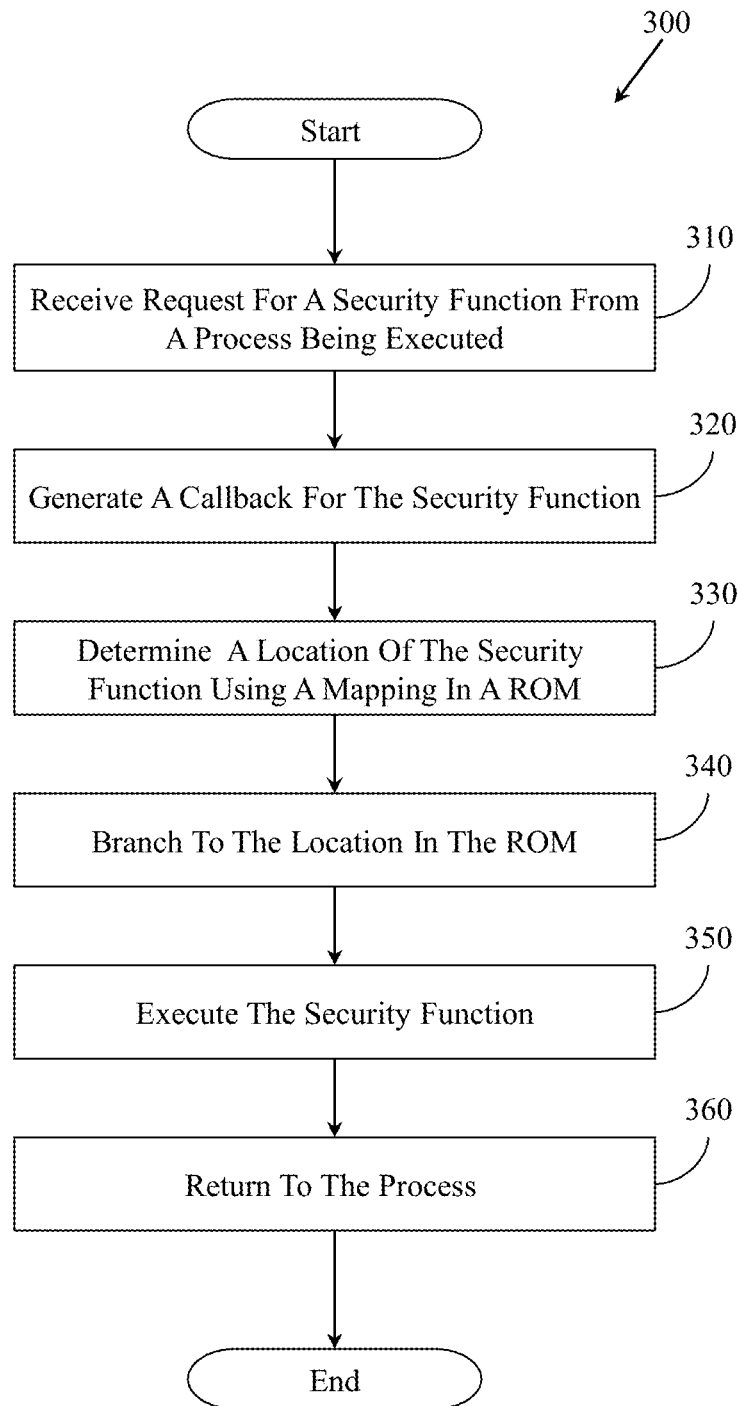 300
Start
310
Receive Request For A Security Function From
A Process Being Executed
320
Generate A Callback For The Security Function
330
Determine A Location Of The Security
Function Using A Mapping In A ROM
340
Branch To The Location In The ROM
350
Execute The Security Function
360
Return To The Process
End